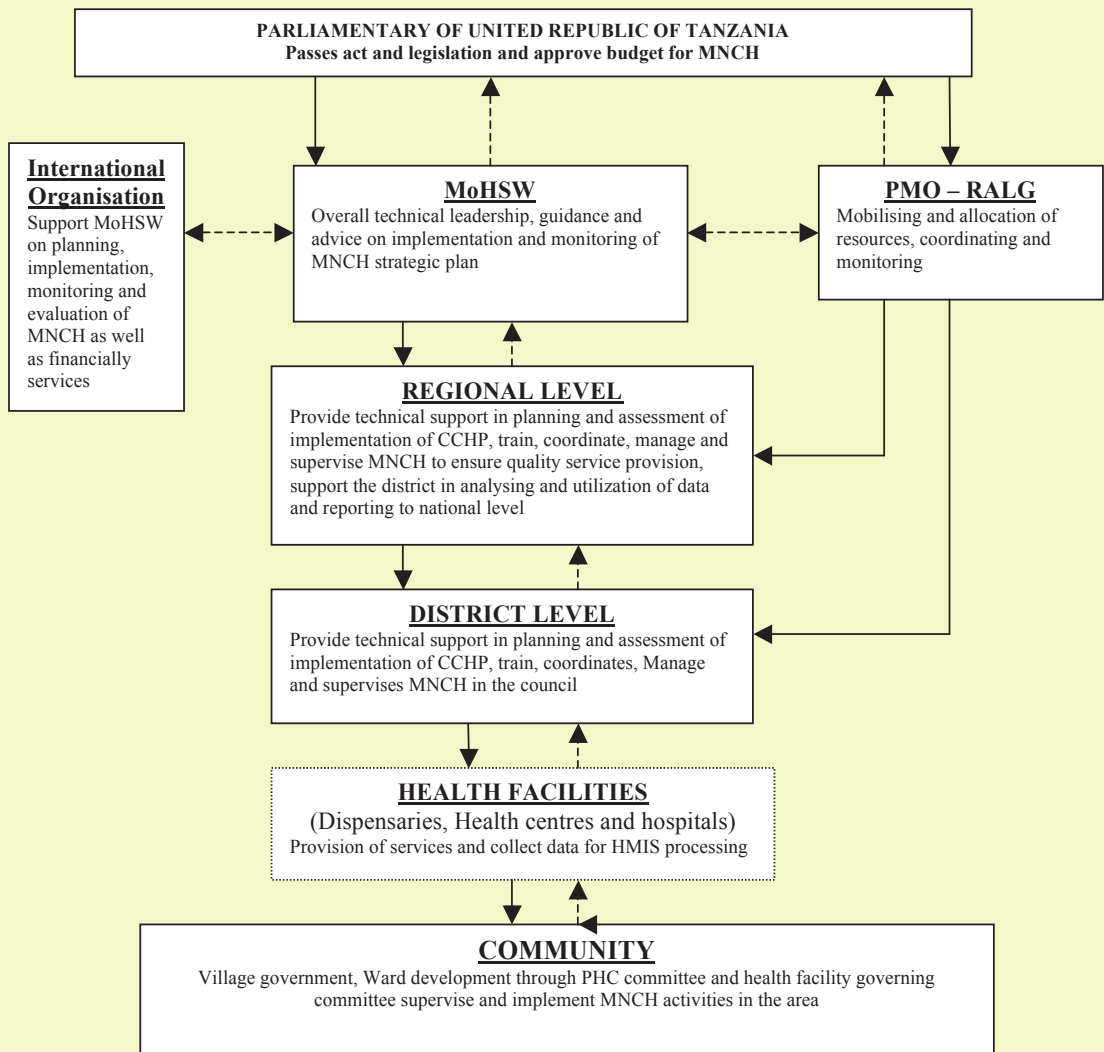 PARLIAMENTARY OF UNITED REPUBLIC OF TANZANIA
Passes act and legislation and approve budget for MNCH
International
Organisation
Support MoHSW
on planning,
implementation,
monitoring and
evaluation of
MNCH as well
as financially
services
MoHSW
Overall technical leadership, guidance and
advice on implementation and monitoring of
MNCH strategic plan
PMO – RALG
Mobilising and allocation of
resources, coordinating and
monitoring
REGIONAL LEVEL
Provide technical support in planning and assessment of
implementation of CCHP, train, coordinate, manage and
supervise MNCH to ensure quality service provision,
support the district in analysing and utilization of data
and reporting to national level
DISTRICT LEVEL
Provide technical support in planning and assessment of
implementation of CCHP, train, coordinates, Manage
and supervises MNCH in the council
HEALTH FACILITIES
(Dispensaries, Health centres and hospitals)
Provision of services and collect data for HMIS processing
COMMUNITY
Village government, Ward development through PHC committee and health facility governing
committee supervise and implement MNCH activities in the area